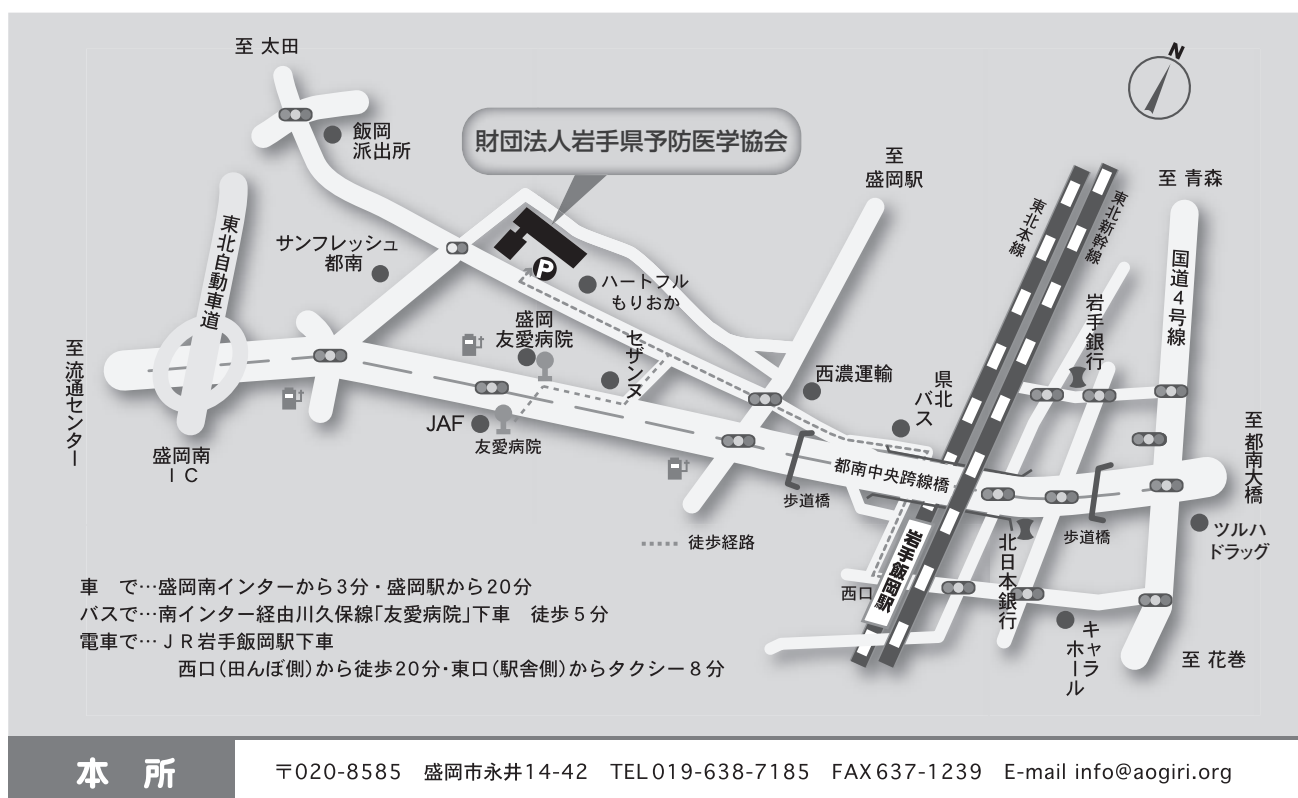 至 太田
N
飯岡
派出所
財団法人岩手県予防医学協会
至
盛岡駅
至 青森
東北本線
東北新幹線
国道4号線
東北自動車道
サンフレッシュ
都南
P
ハートフル
もりおか
岩手銀行
盛岡
友愛病院
セザンヌ
至 流通センター
西濃運輸
県北
バス
JAF
友愛病院
至 都南大橋
盛岡南
IC
都南中央跨線橋
歩道橋
歩道橋
ツルハ
ドラッグ
徒歩経路
岩手飯岡駅
西口
北日本銀行
キャラ
ホール
至 花巻
車　で…盛岡南インターから3分・盛岡駅から20分
バスで…南インター経由川久保線「友愛病院」下車　徒歩5分
電車で…JR岩手飯岡駅下車
西口(田んぼ側)から徒歩20分・東口(駅舎側)からタクシー8分
本　所
〒020-8585　盛岡市永井14-42　TEL019-638-7185　FAX637-1239　E-mail info@aogiri.org